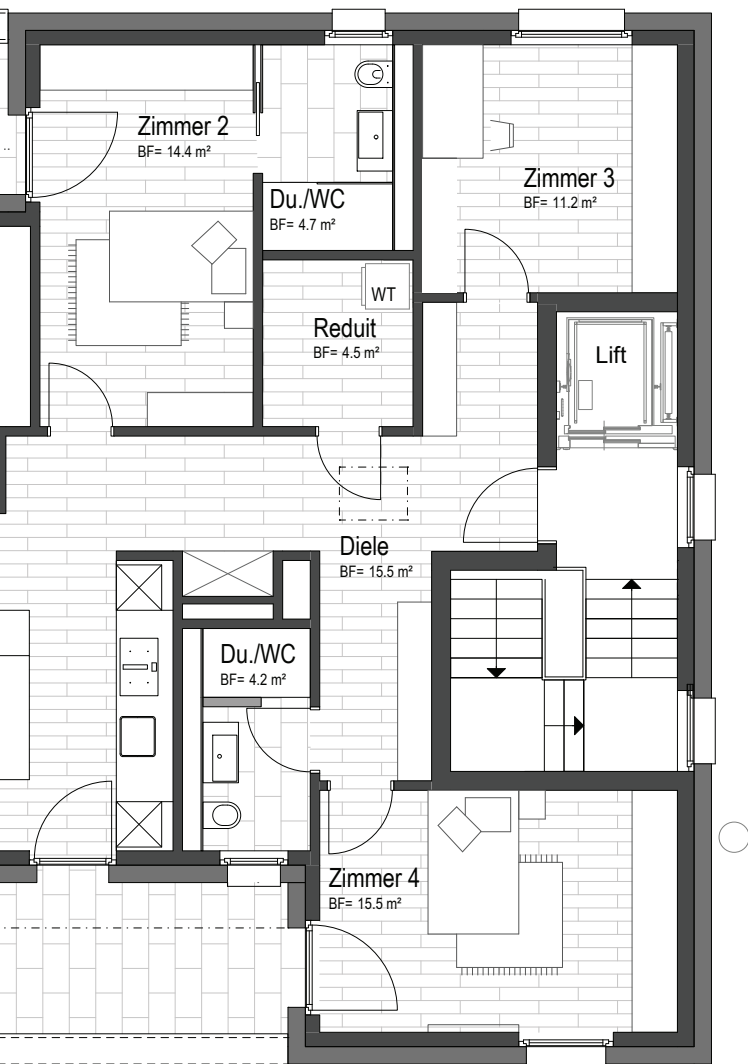 Zimmer 2
BF= 14.4 m²
Du./WC
BF= 4.7 m²
Zimmer 3
BF= 11.2 m²
WT
Reduit
BF= 4.5 m²
Lift
Diele
BF= 15.5 m²
Du./WC
BF= 4.2 m²
Zimmer 4
BF= 15.5 m²